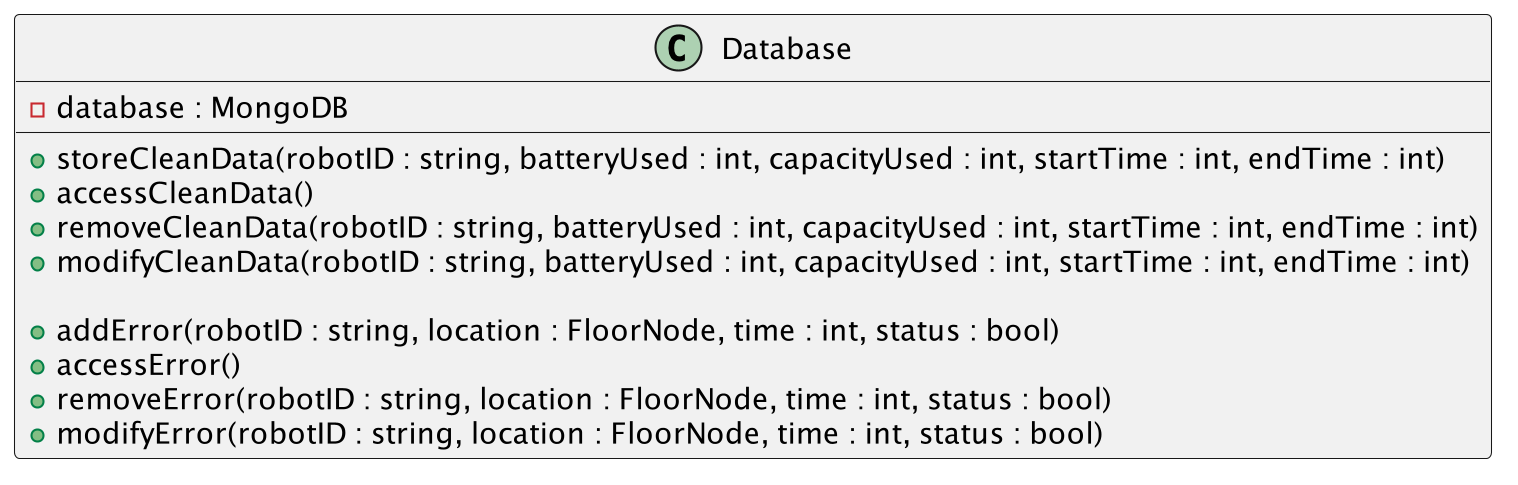 C Database
database : MongoDB
storeCleanData(robotID : string, batteryUsed : int, capacityUsed : int, startTime : int, endTime : int)
accessCleanData()
removeCleanData(robotID : string, batteryUsed : int, capacityUsed : int, startTime : int, endTime : int)
modifyCleanData(robotID : string, batteryUsed : int, capacityUsed : int, startTime : int, endTime : int)
addError(robotID : string, location : FloorNode, time : int, status : bool)
accessError()
removeError(robotID : string, location : FloorNode, time : int, status : bool)
modifyError(robotID : string, location : FloorNode, time : int, status : bool)